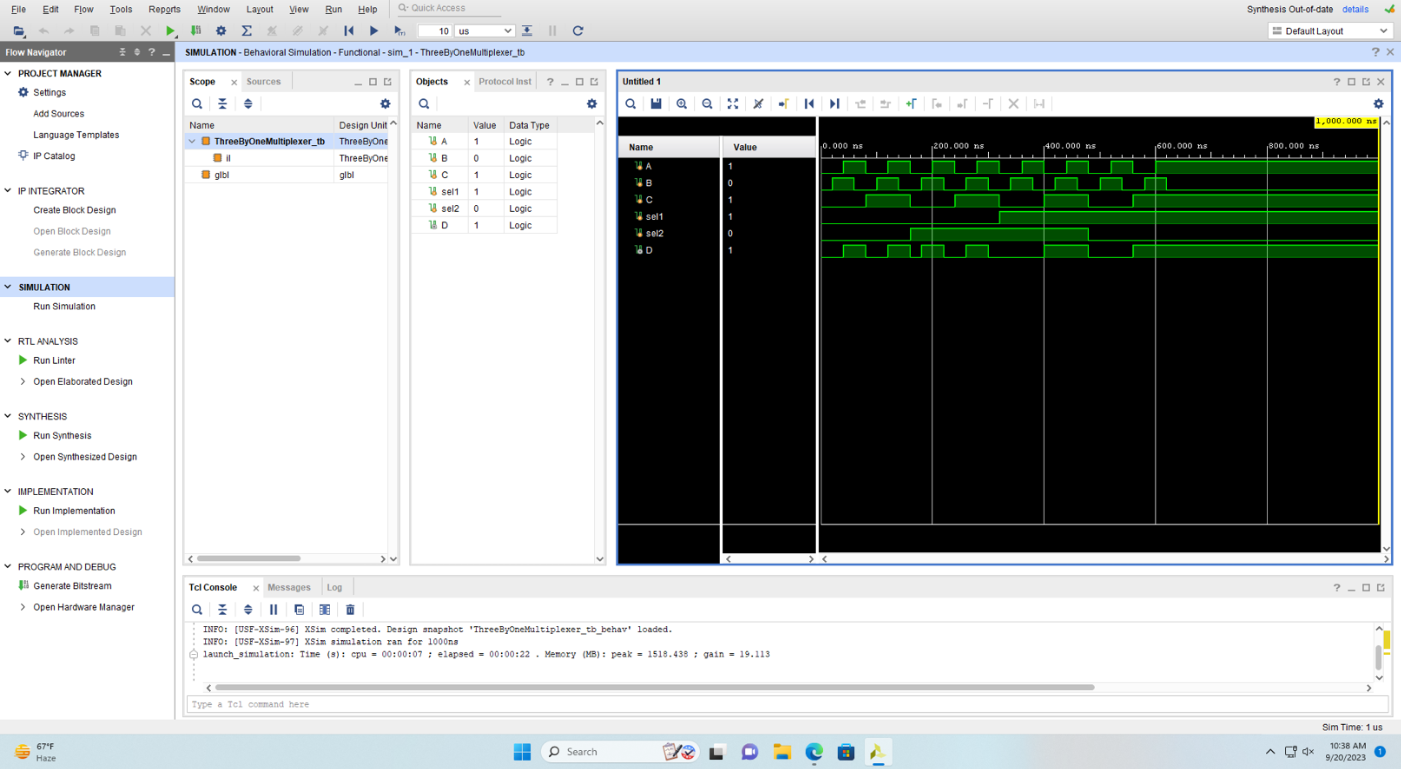 File Edit Flow Tools Reports Window Layout View Run Help Quick Access
Synthesis Out-of-date details
10 us
Default Layout
Flow Navigator
SIMULATION - Behavioral Simulation - Functional - sim_1 - ThreeByOneMultiplexer_tb
PROJECT MANAGER
Settings
Add Sources
Language Templates
IP Catalog
IP INTEGRATOR
Create Block Design
Open Block Design
Generate Block Design
SIMULATION
Run Simulation
RTL ANALYSIS
Run Linter
Open Elaborated Design
SYNTHESIS
Run Synthesis
Open Synthesized Design
IMPLEMENTATION
Run Implementation
Open Implemented Design
PROGRAM AND DEBUG
Generate Bitstream
Open Hardware Manager
Scope Sources
Name Design Unit
ThreeByOneMultiplexer_tb ThreeByOne
ThreeByOne
glbl glbl
Objects Protocol Inst
Name Value Data Type
A 1 Logic
B 0 Logic
C 1 Logic
sel1 1 Logic
sel2 0 Logic
D 1 Logic
Untitled 1
1,000.000 ns
Name Value
0.000 ns 200.000 ns 400.000 ns 600.000 ns 800.000 ns
A 1
B 0
C 1
sel1 1
sel2 0
D 1
Tcl Console Messages Log
INFO: [USF-XSim-96] XSim completed. Design snapshot 'ThreeByOneMultiplexer_tb_behav' loaded.
INFO: [USF-XSim-97] XSim simulation ran for 1000ns
launch_simulation: Time (s): cpu = 00:00:07 ; elapsed = 00:00:22 . Memory (MB): peak = 1518.438 ; gain = 19.113
Type a Tcl command here
Sim Time: 1 us
67°F
Haze
Search
10:38 AM
9/20/2023
1